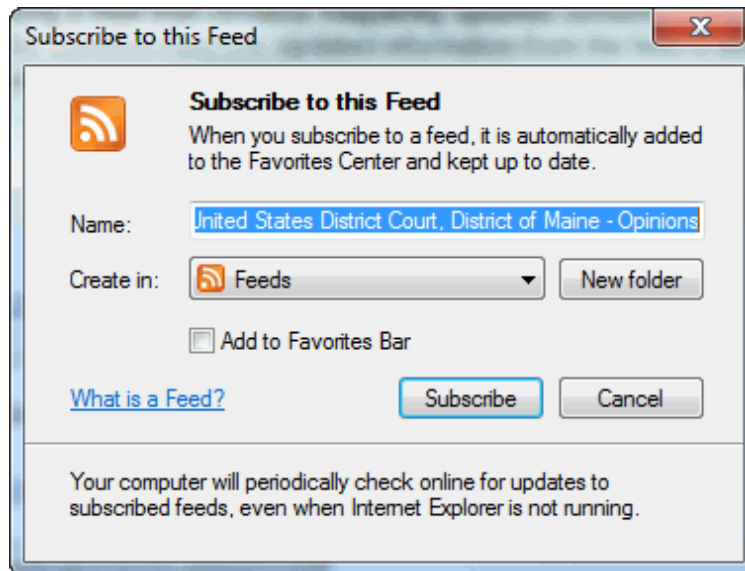 Subscribe to this Feed
Subscribe to this Feed
When you subscribe to a feed, it is automatically added
to the Favorites Center and kept up to date.
Name: United States District Court, District of Maine - Opinions
Create in: Feeds New folder
Add to Favorites Bar
What is a Feed? Subscribe Cancel
Your computer will periodically check online for updates to
subscribed feeds, even when Internet Explorer is not running.